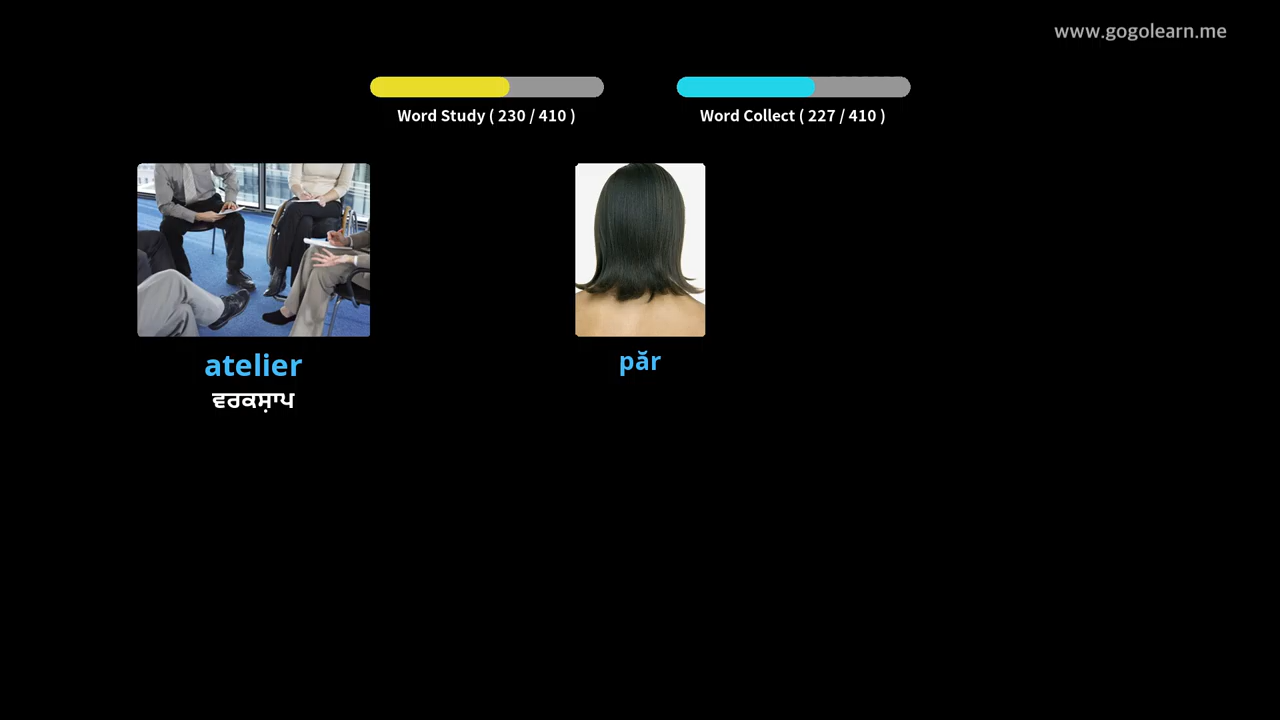 www.gogolearn.me
Word Study ( 230 / 410 )
Word Collect ( 227 / 410 )
atelier
ਵਰਕਸ਼ਾਪ
păr